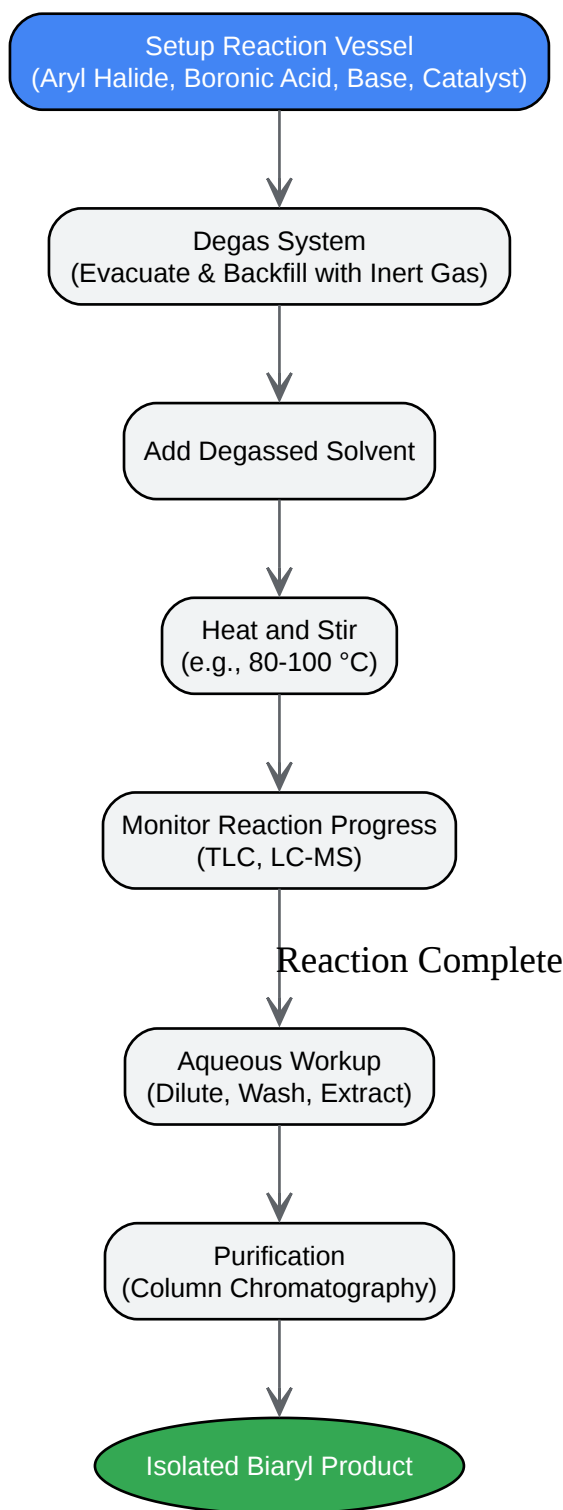 Setup Reaction Vessel
(Aryl Halide, Boronic Acid, Base, Catalyst)
Degas System
(Evacuate & Backfill with Inert Gas)
Add Degassed Solvent
Heat and Stir
(e.g., 80-100 °C)
Monitor Reaction Progress
(TLC, LC-MS)
Reaction Complete
Aqueous Workup
(Dilute, Wash, Extract)
Purification
(Column Chromatography)
Isolated Biaryl Product